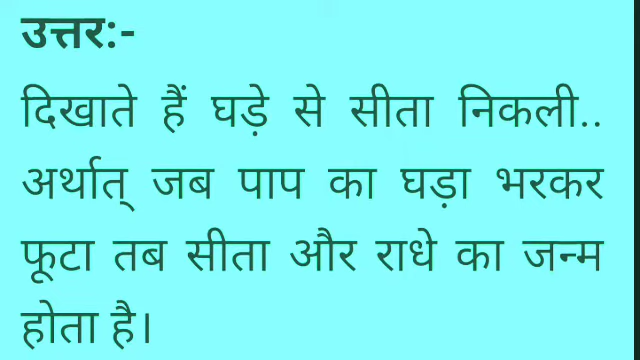 उत्तर:-
दिखाते हैं घड़े से सीता निकली..
अर्थात् जब पाप का घड़ा भरकर
फूटा तब सीता और राधे का जन्म
होता है।